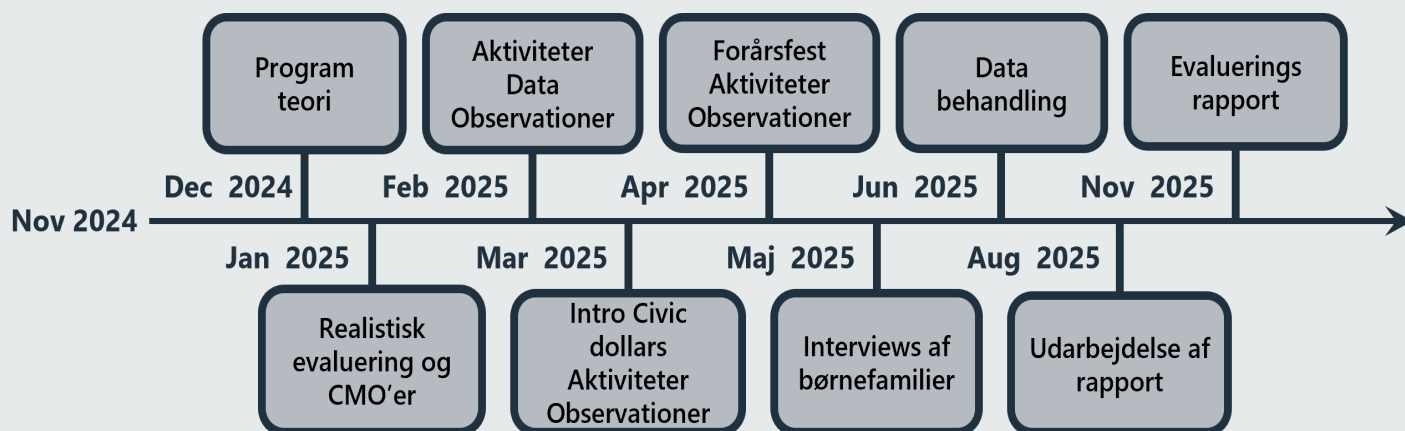 Program
teori
Aktiviteter
Data
Observationer
Forårsfest
Aktiviteter
Observationer
Data
behandling
Evaluerings
rapport
Dec 2024
Feb 2025
Apr 2025
Jun 2025
Nov 2025
Nov 2024
Jan 2025
Mar 2025
Maj 2025
Aug 2025
Realistisk
evaluering og
CMO'er
Intro Civic
dollars
Aktiviteter
Observationer
Interviews af
børnefamilier
Udarbejdelse af
rapport